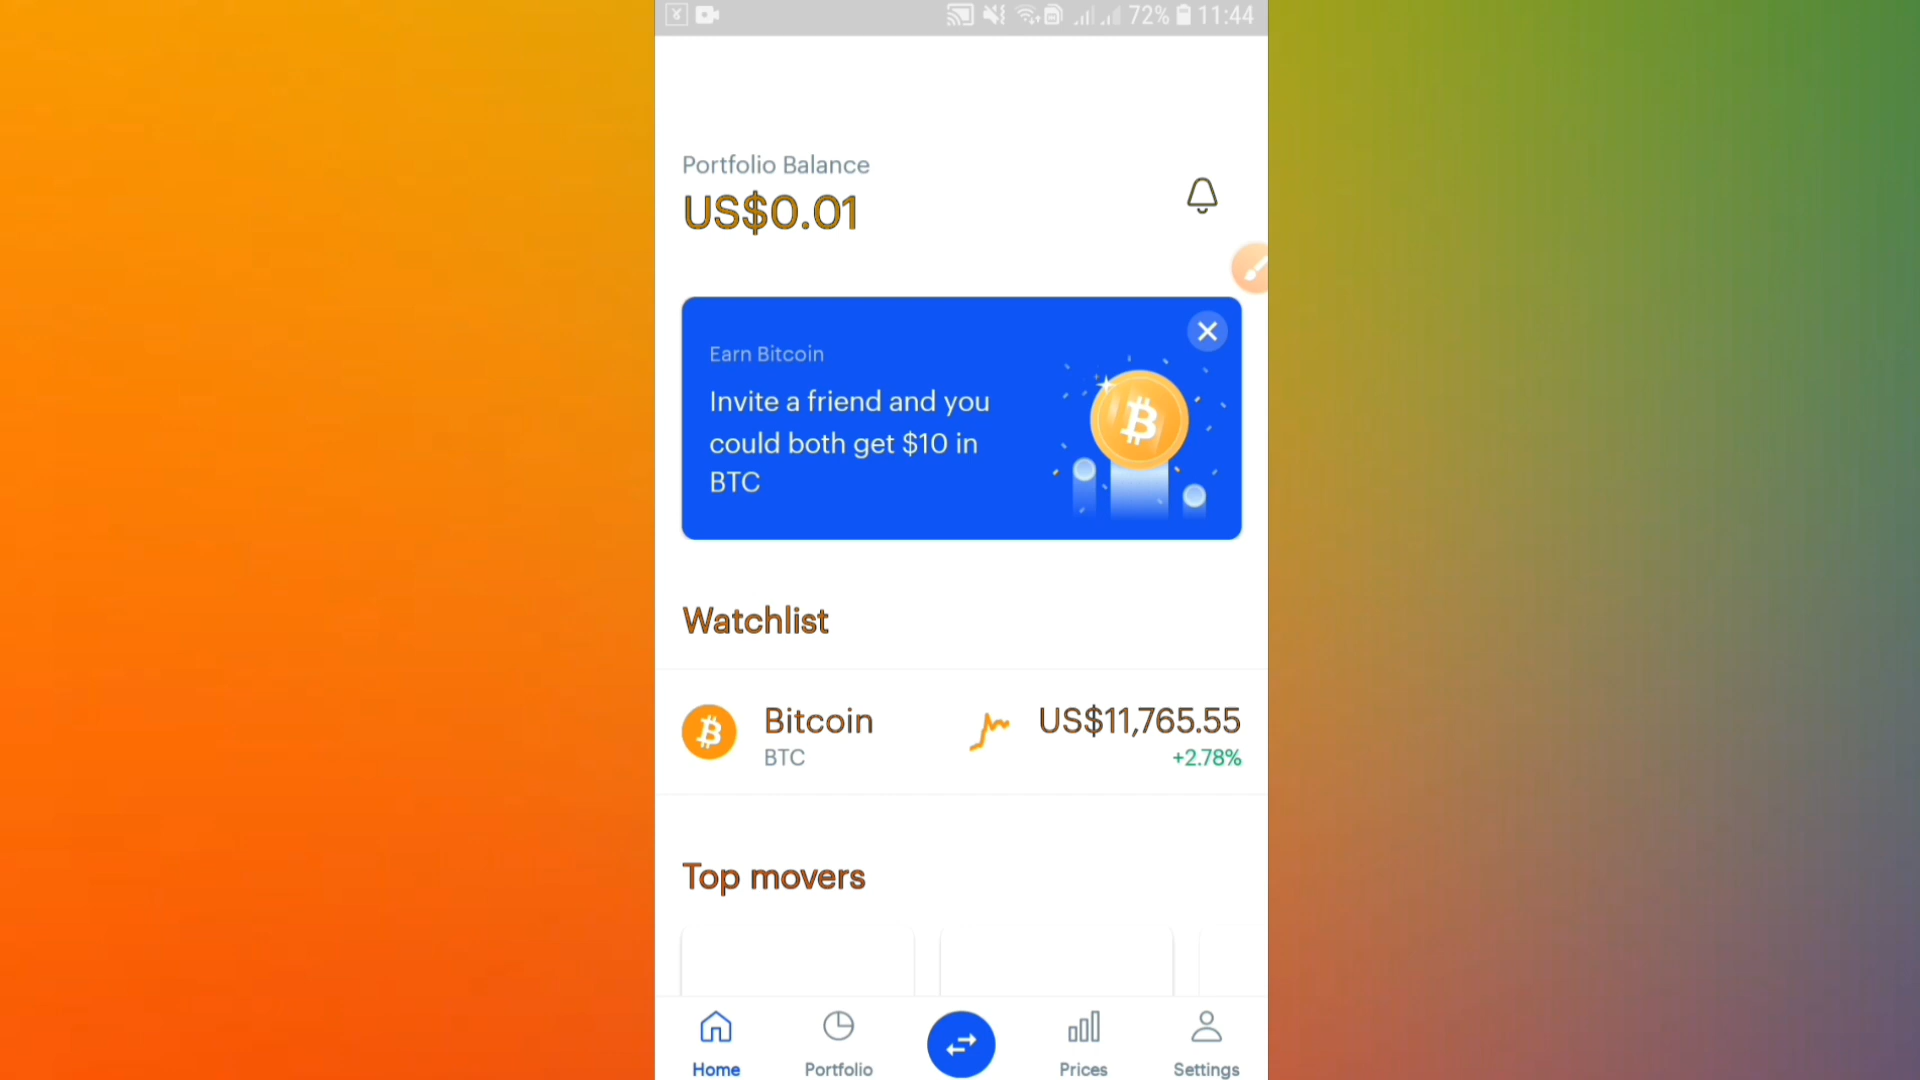 72% 11:44
Portfolio Balance
US$0.01
Earn Bitcoin
Invite a friend and you
could both get $10 in
BTC
Watchlist
Bitcoin US$11,765.55
BTC +2.78%
Top movers
Home Portfolio Prices Settings